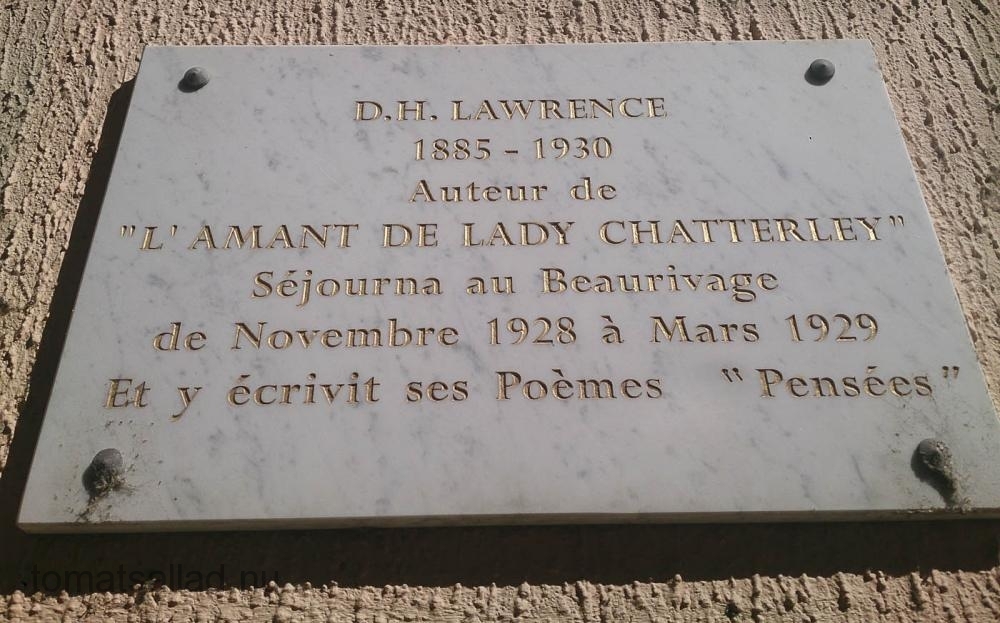 D.H. LAWRENCE
1885 - 1930
Auteur de
"L'AMANT DE LADY CHATTERLEY"
Séjourna au Beaurivage
de Novembre 1928 à Mars 1929
Et y écrivit ses Poèmes “Pensées”
tomatsallad.nu